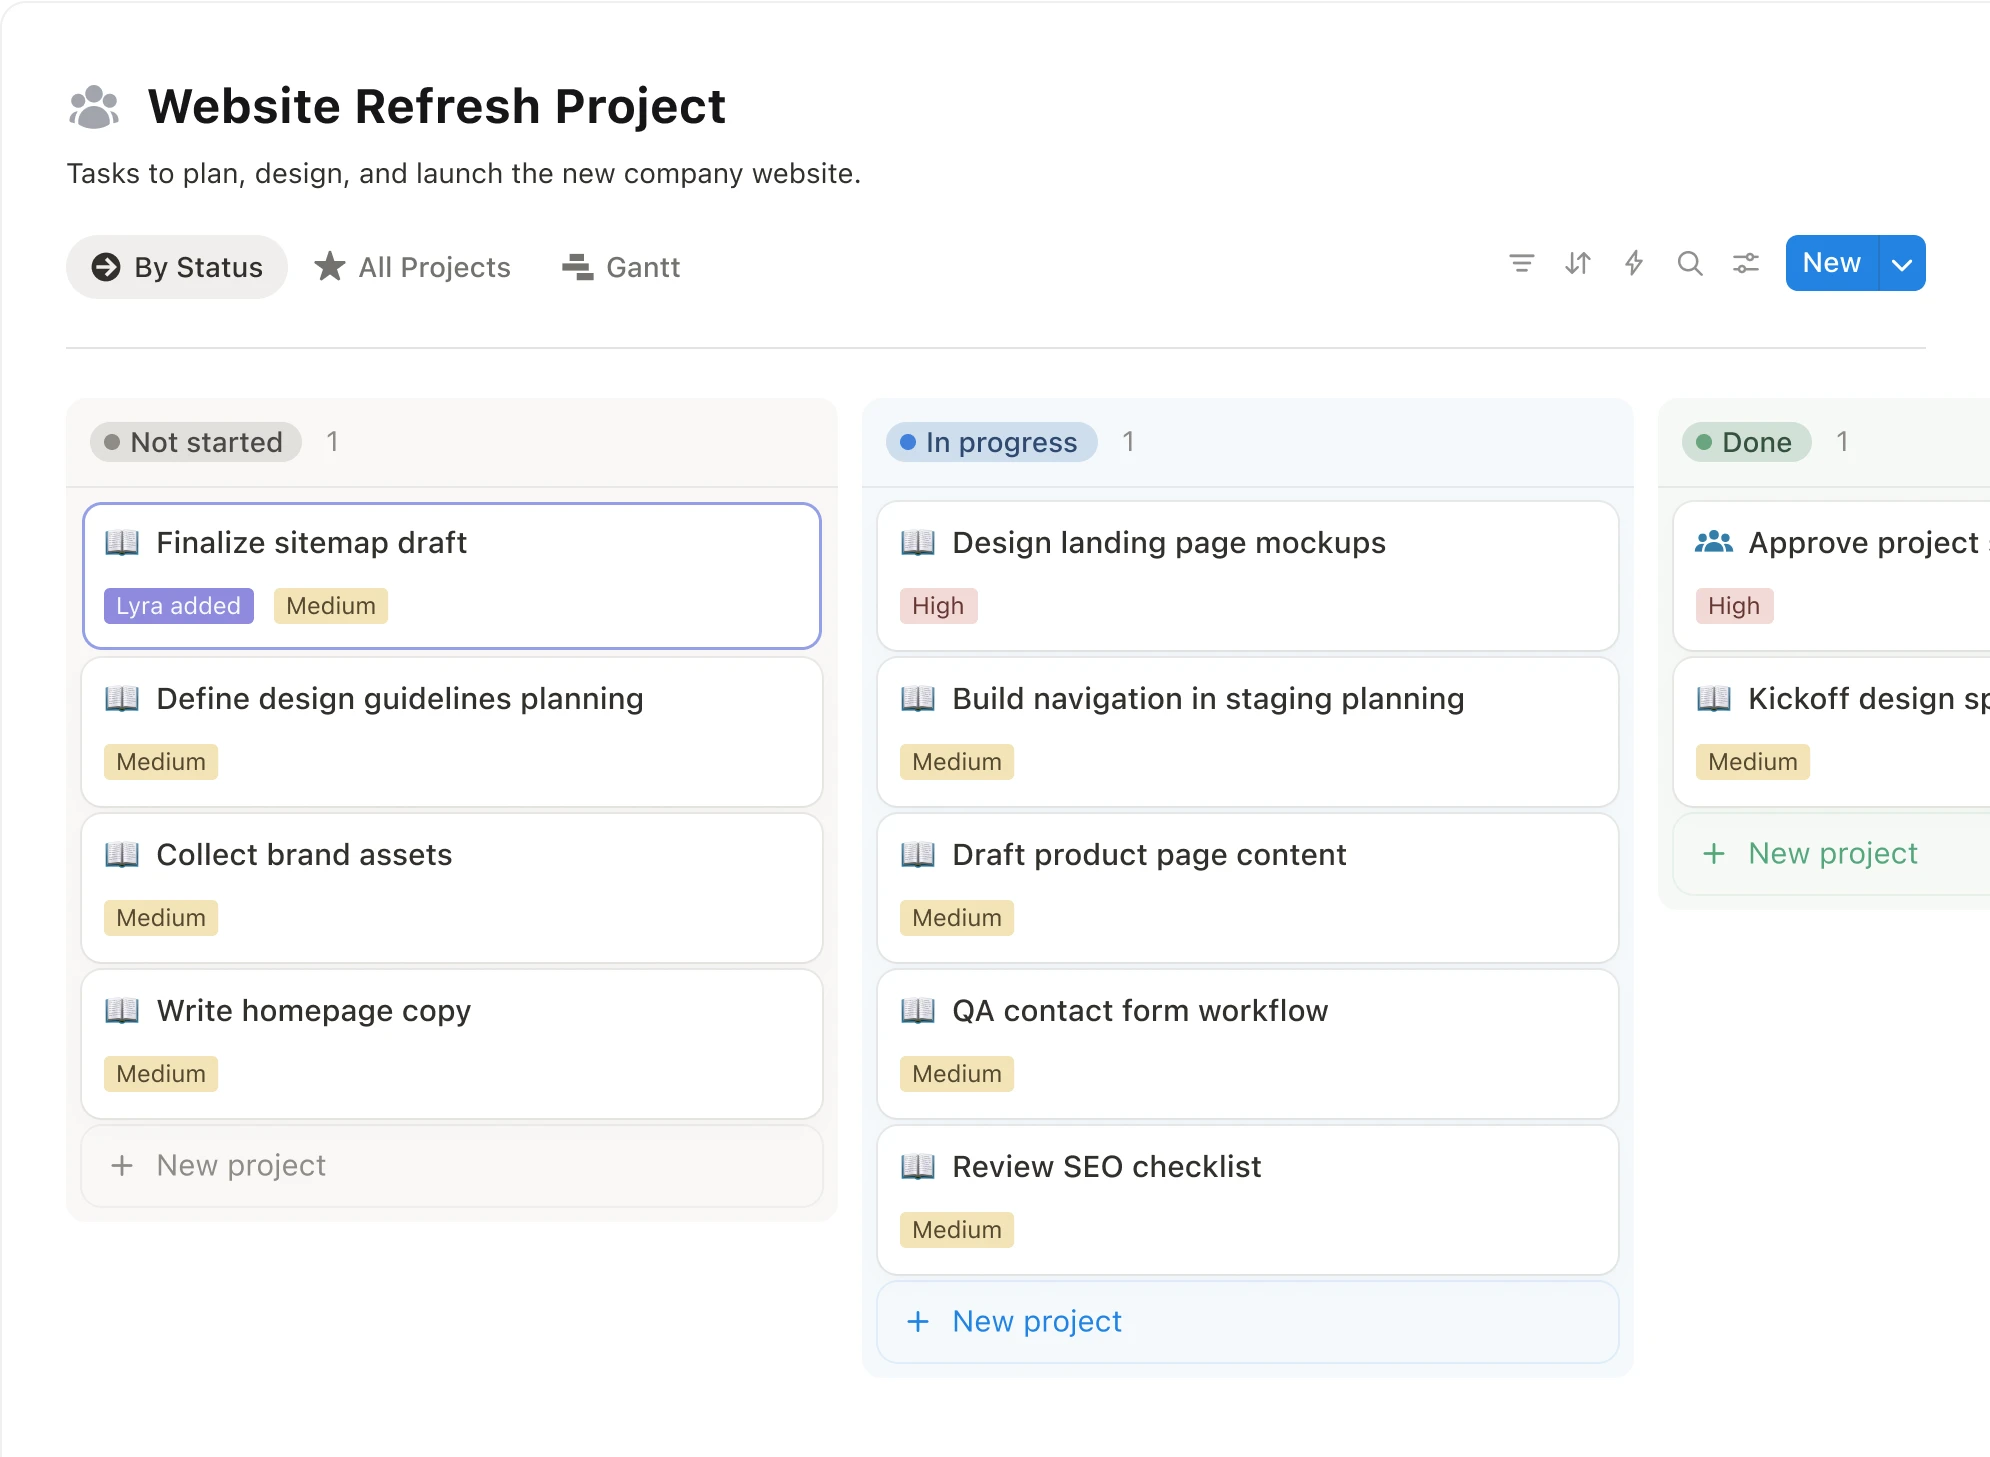 Website Refresh Project
Tasks to plan, design, and launch the new company website.
By Status
All Projects
Gantt
New
Not started 1
Finalize sitemap draft
Lyra added Medium
Define design guidelines planning
Medium
Collect brand assets
Medium
Write homepage copy
Medium
+ New project
In progress 1
Design landing page mockups
High
Build navigation in staging planning
Medium
Draft product page content
Medium
QA contact form workflow
Medium
Review SEO checklist
Medium
+ New project
Done 1
Approve project
High
Kickoff design
Medium
+ New project